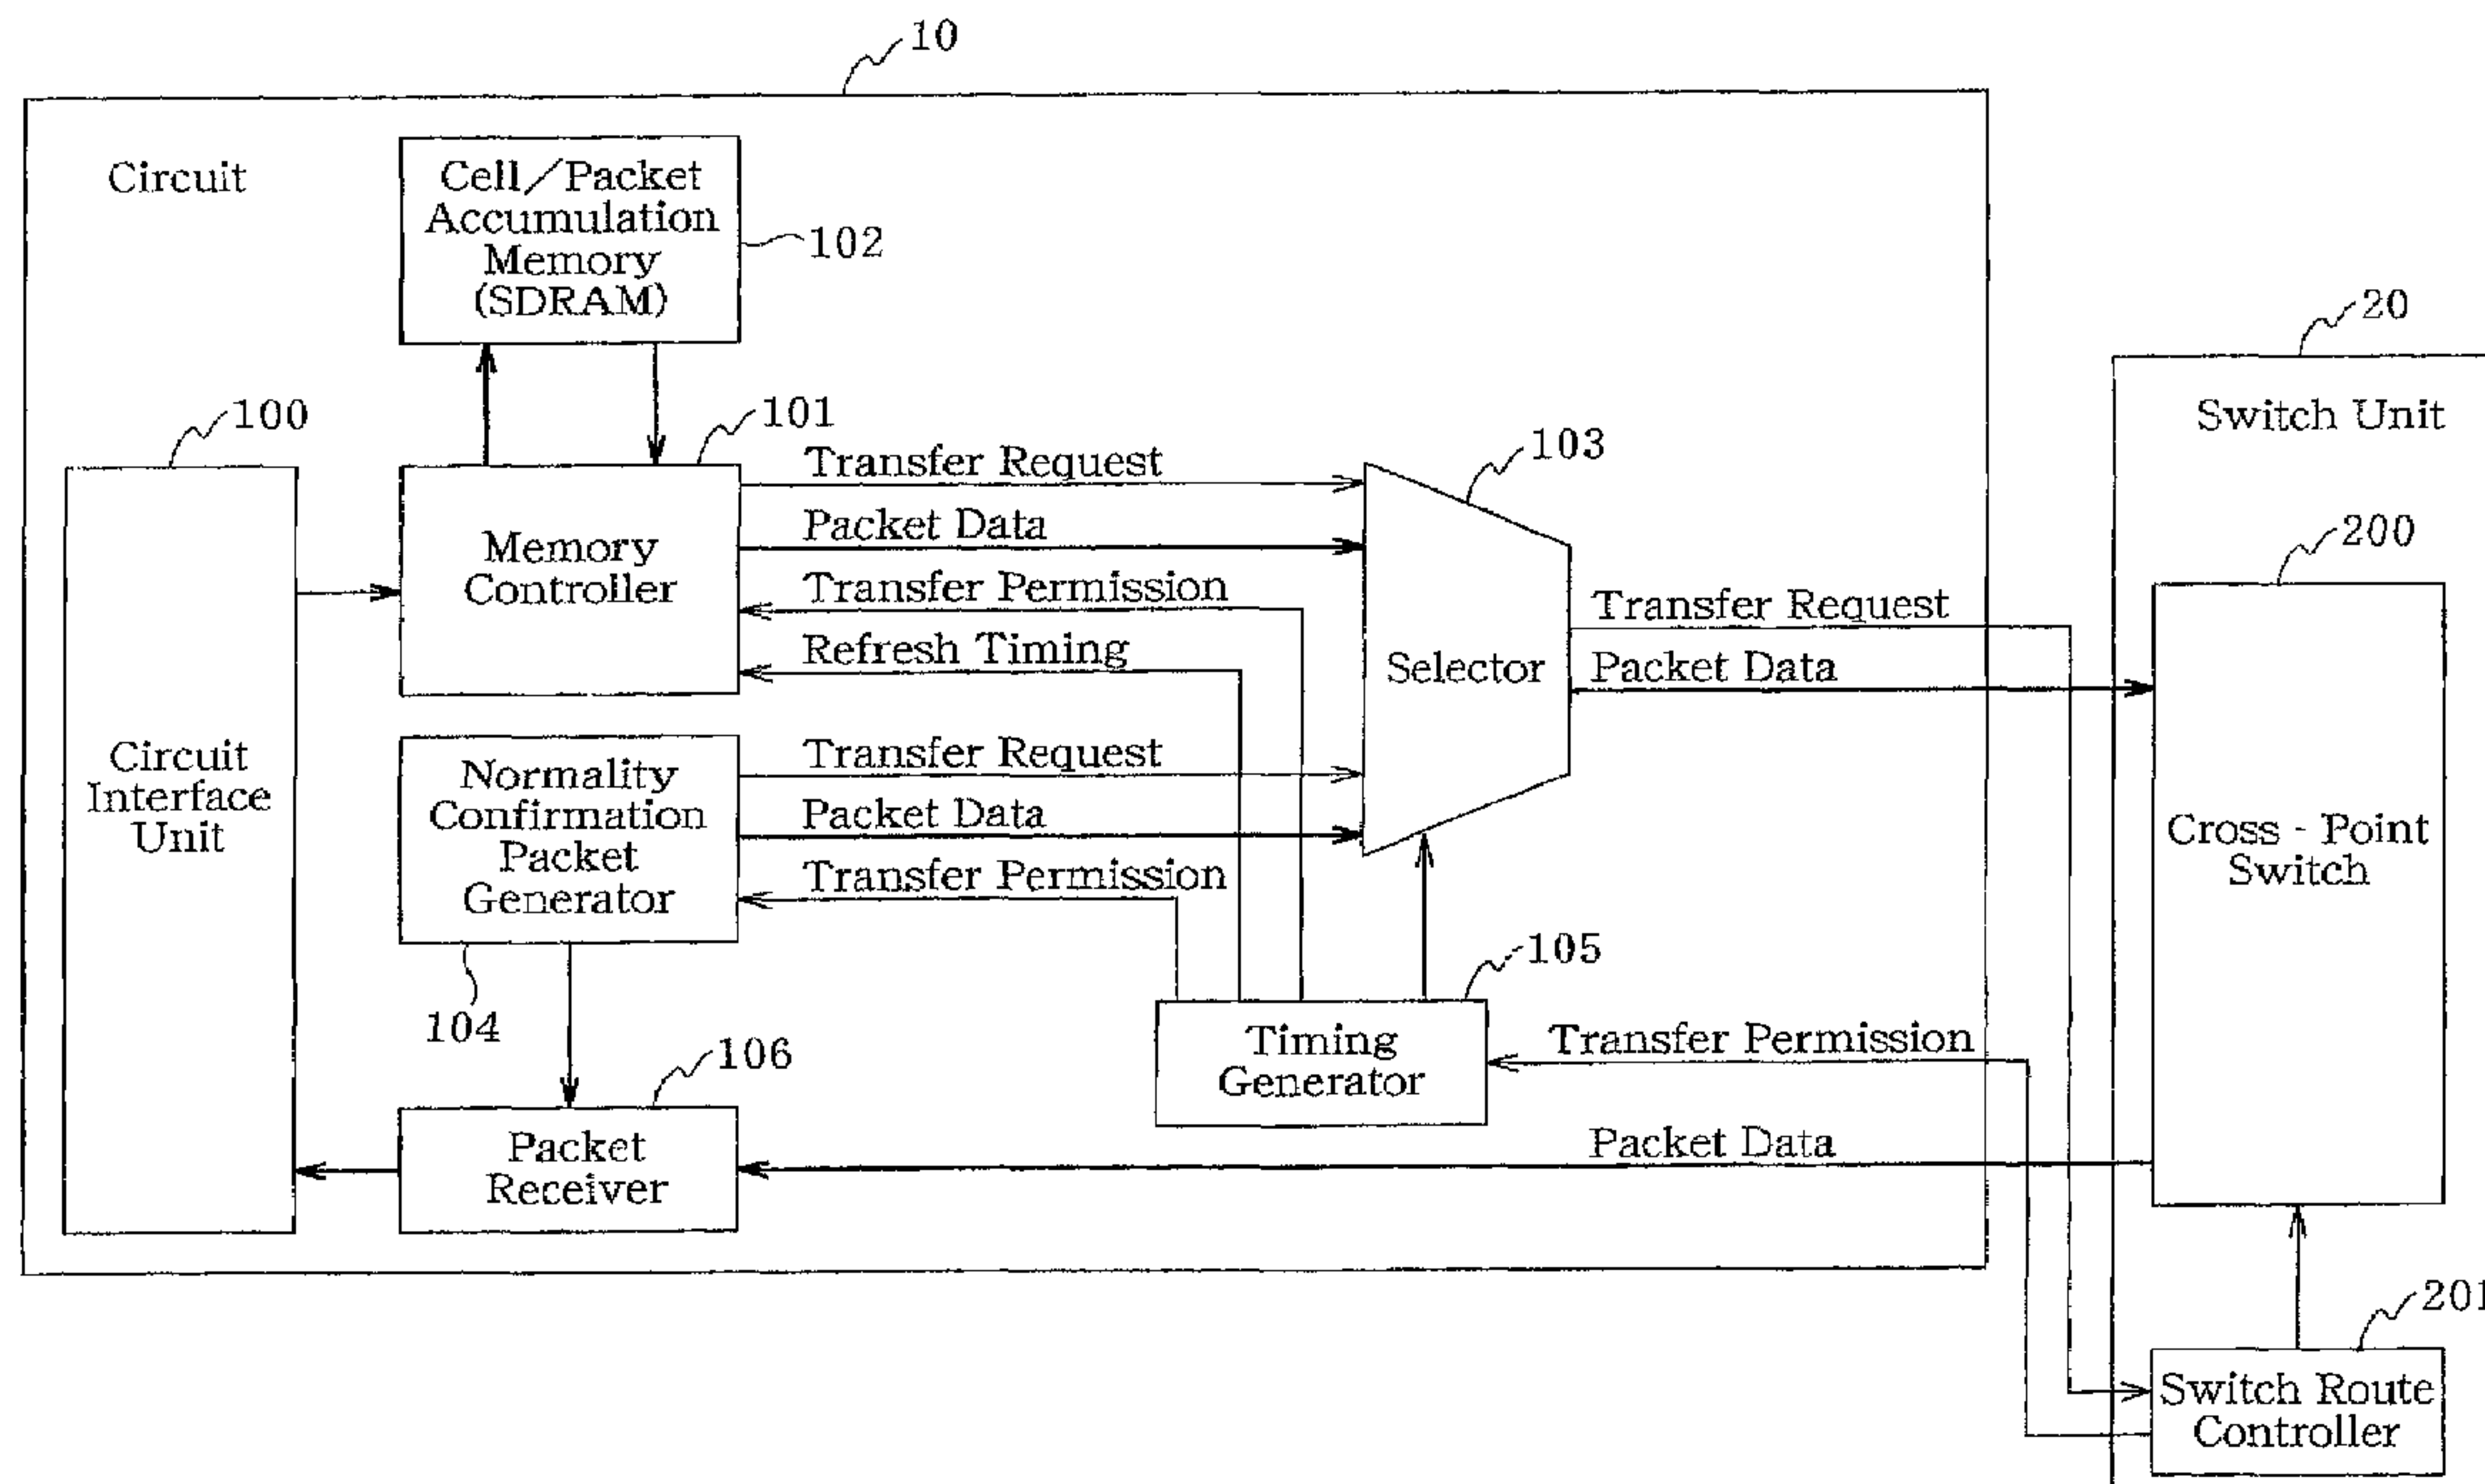 10
Circuit
Cell/Packet
Accumulation
Memory
(SDRAM)
102
20
Switch Unit
100
101
103
200
Transfer Request
Packet Data
Transfer Permission
Refresh Timing
Memory
Controller
Selector
Transfer Request
Packet Data
Circuit
Interface
Unit
Normality
Confirmation
Packet
Generator
Transfer Request
Packet Data
Transfer Permission
Cross - Point
Switch
104
105
106
Timing
Generator
Transfer Permission
Packet
Receiver
Packet Data
201
Switch Route
Controller